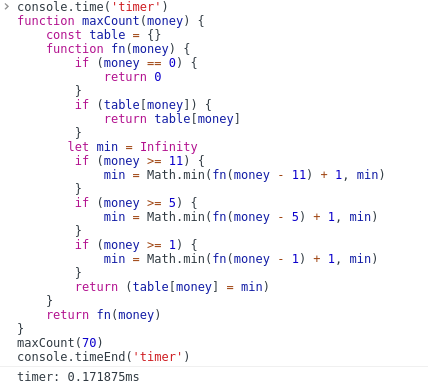 console.time('timer')
function maxCount(money) {
    const table = {}
    function fn(money) {
        if (money == 0) {
            return 0
        }
        if (table[money]) {
            return table[money]
        }
       let min = Infinity
        if (money >= 11) {
            min = Math.min(fn(money - 11) + 1, min)
        }
        if (money >= 5) {
            min = Math.min(fn(money - 5) + 1, min)
        }
        if (money >= 1) {
            min = Math.min(fn(money - 1) + 1, min)
        }
        return (table[money] = min)
    }
    return fn(money)
}
maxCount(70)
console.timeEnd('timer')
timer: 0.171875ms